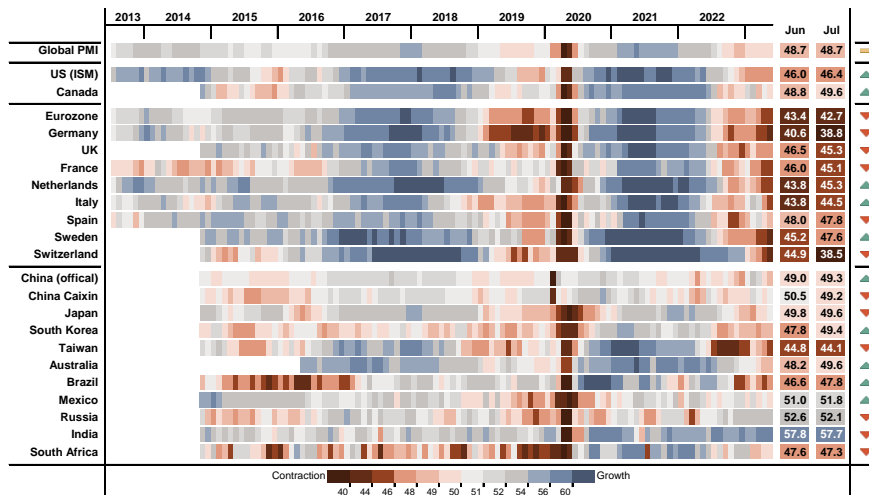 2013 2014 2015 2016 2017 2018 2019 2020 2021 2022 Jun Jul
Global PMI 48.7 48.7
US (ISM) 46.0 46.4
Canada 48.8 49.6
Eurozone 43.4 42.7
Germany 40.6 38.8
UK 46.5 45.3
France 46.0 45.1
Netherlands 43.8 45.3
Italy 43.8 44.5
Spain 48.0 47.8
Sweden 45.2 47.6
Switzerland 44.9 38.5
China (offical) 49.0 49.3
China Caixin 50.5 49.2
Japan 49.8 49.6
South Korea 47.8 49.4
Taiwan 44.8 44.1
Australia 48.2 49.6
Brazil 46.6 47.8
Mexico 51.0 51.8
Russia 52.6 52.1
India 57.8 57.7
South Africa 47.6 47.3
Contraction Growth
40 44 46 48 49 50 51 52 54 56 60